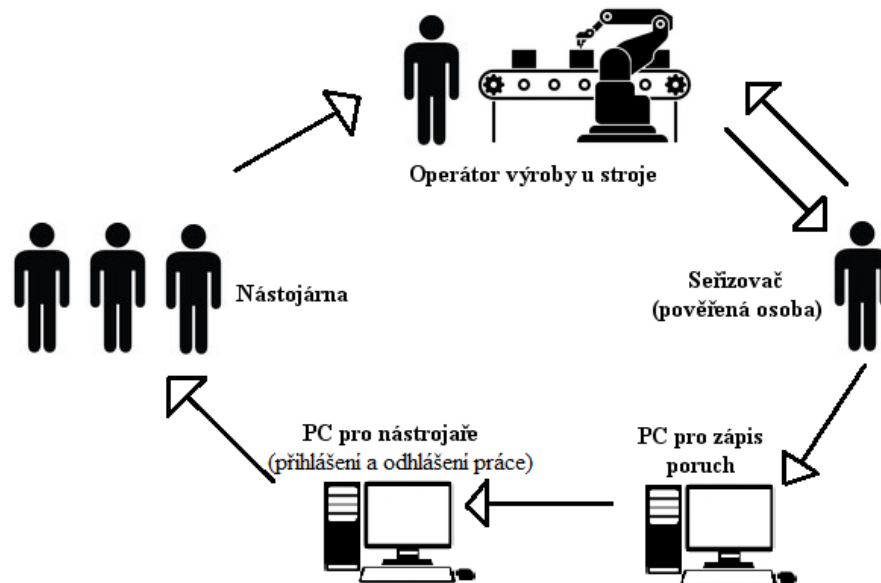 Operátor výroby u stroje
Nástojárna
Seřizovač
(pověřená osoba)
PC pro nástrojaře
(přihlášení a odhlášení práce)
PC pro zápis
poruch